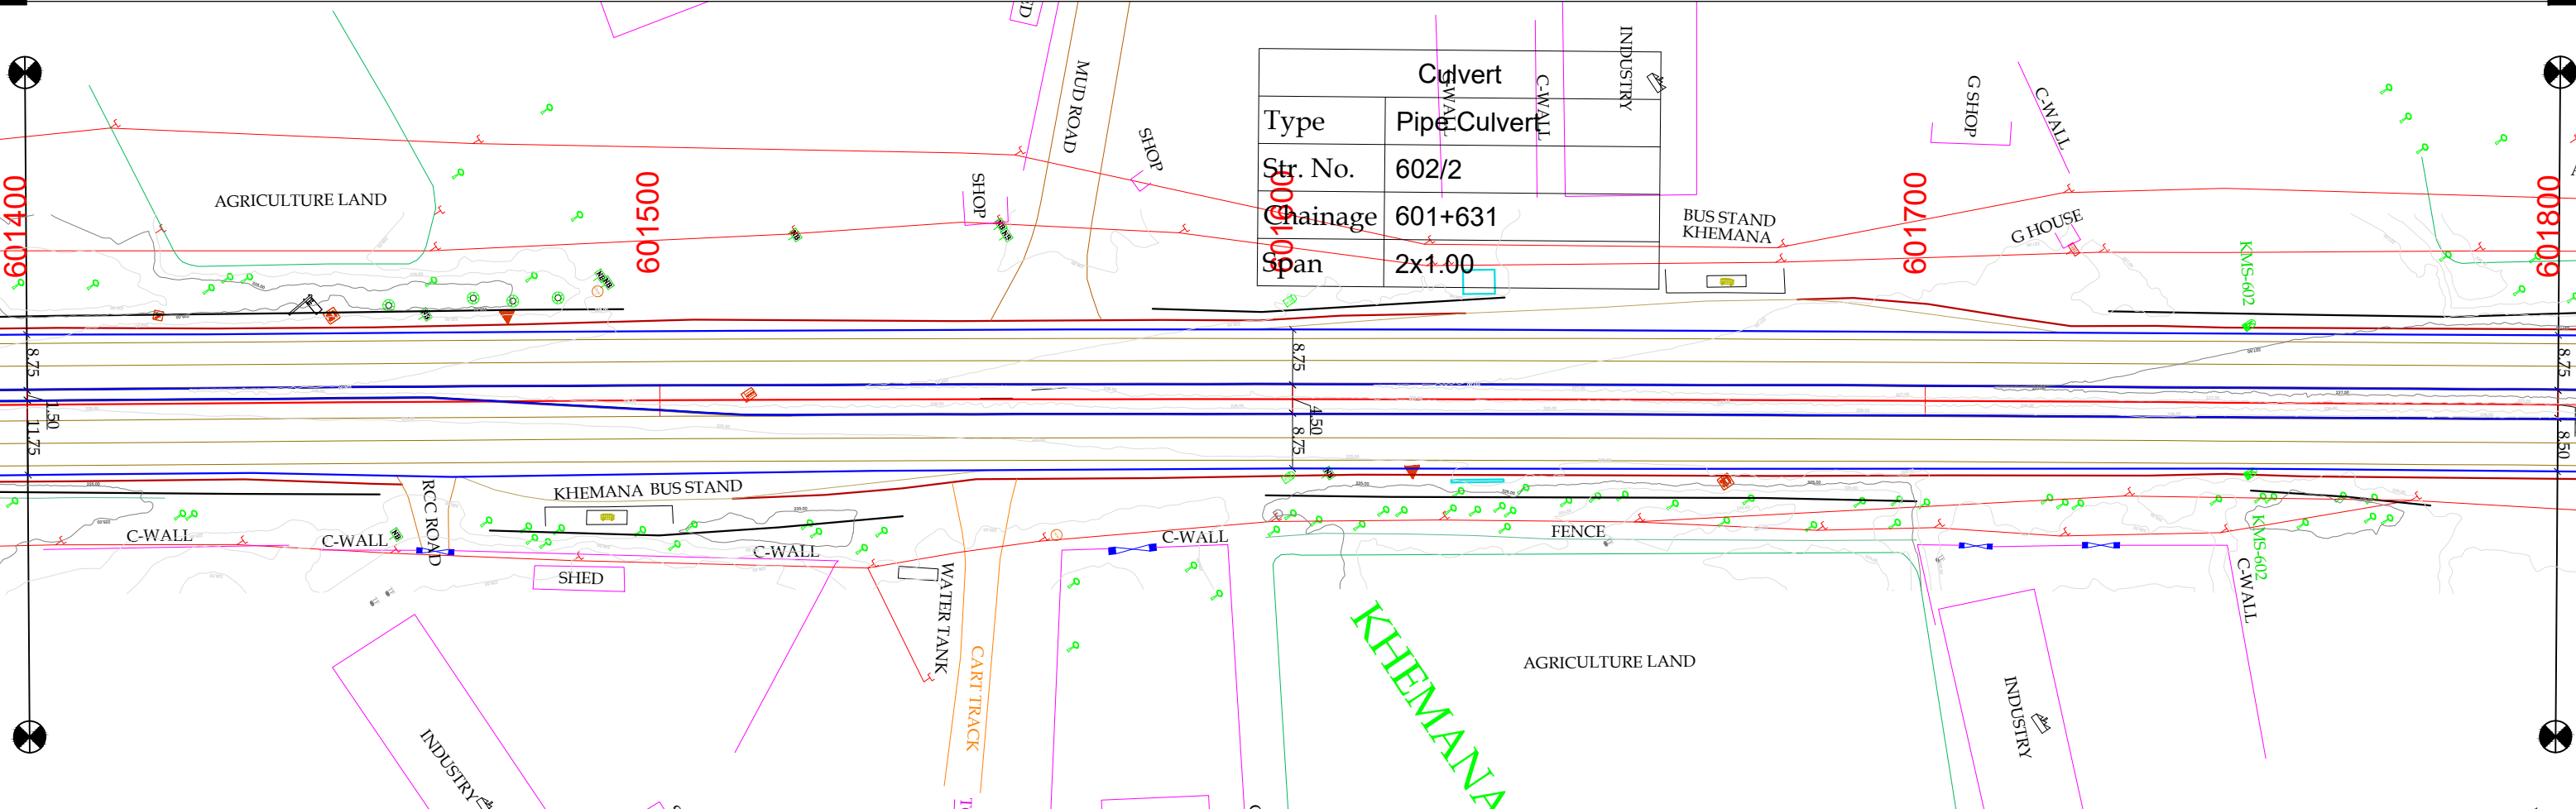 MUD ROAD
SHOP
SHOP
AGRICULTURE LAND
601400
601500
601600
601700
601800
Culvert
Type Pipe Culvert
Str. No. 602/2
Chainage 601+631
Span 2x1.00
C-WALL
C-WALL
INDUSTRY
BUS STAND
KHEMANA
G SHOP
C-WALL
G HOUSE
KMS-602
8.75
1.50
11.75
8.75
4.50
8.75
8.75
8.50
RCC ROAD
KHEMANA BUS STAND
C-WALL
C-WALL
C-WALL
SHED
WATER TANK
CART TRACK
C-WALL
FENCE
KHEMANA
AGRICULTURE LAND
INDUSTRY
INDUSTRY
C-WALL
KMS-602